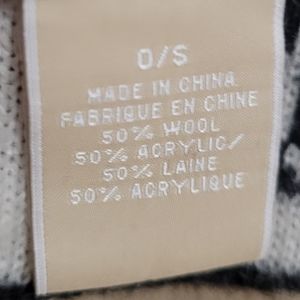 O/S
MADE IN CHINA
FABRIQUE EN CHINE
50% WOOL
50% ACRYLIC/
50% LAINE
50% ACRYLIQUE